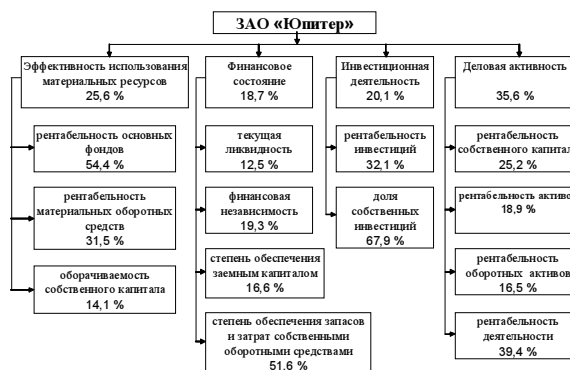 ЗАО «Юпитер»
Эффективность использования
материальных ресурсов
25,6 %
рентабельность основных
фондов
54,4 %
рентабельность
материальных оборотных
средств
31,5 %
оборачиваемость
собственного капитала
14,1 %
Финансовое
состояние
18,7 %
текущая
ликвидность
12,5 %
финансовая
независимость
19,3 %
степень обеспечения
заемным капиталом
16,6 %
степень обеспечения запасов
и затрат собственными
оборотными средствами
51,6 %
Инвестиционная
деятельность
20,1 %
рентабельность
инвестиций
32,1 %
доля
собственных
инвестиций
67,9 %
Деловая активность
35,6 %
рентабельность
собственного капитал
25,2 %
рентабельность активо
18,9 %
рентабельность
оборотных активов
16,5 %
рентабельность
деятельности
39,4 %